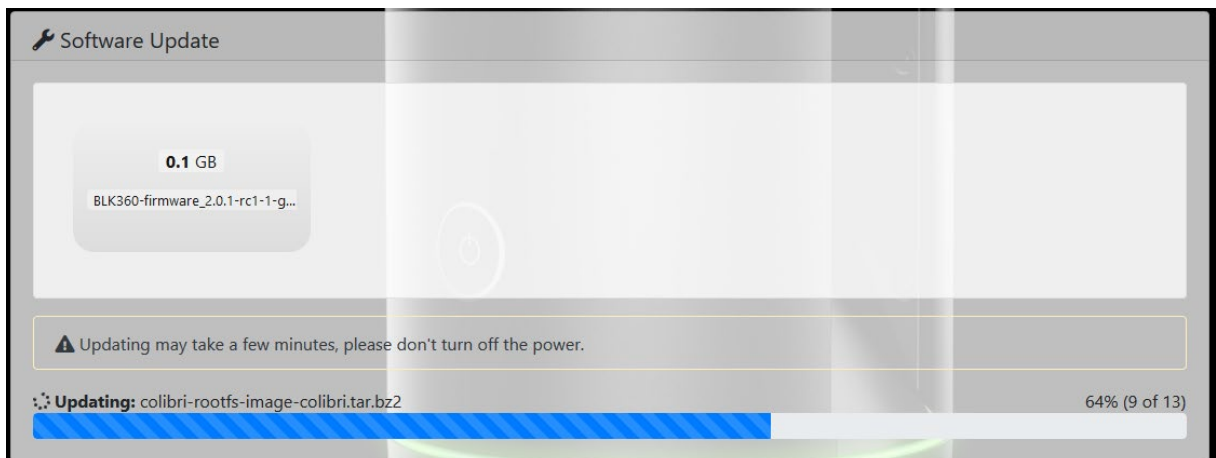 Software Update
0.1 GB
BLK360-firmware_2.0.1-rc1-1-g...
Updating may take a few minutes, please don't turn off the power.
Updating: colibri-rootfs-image-colibri.tar.bz2 64% (9 of 13)